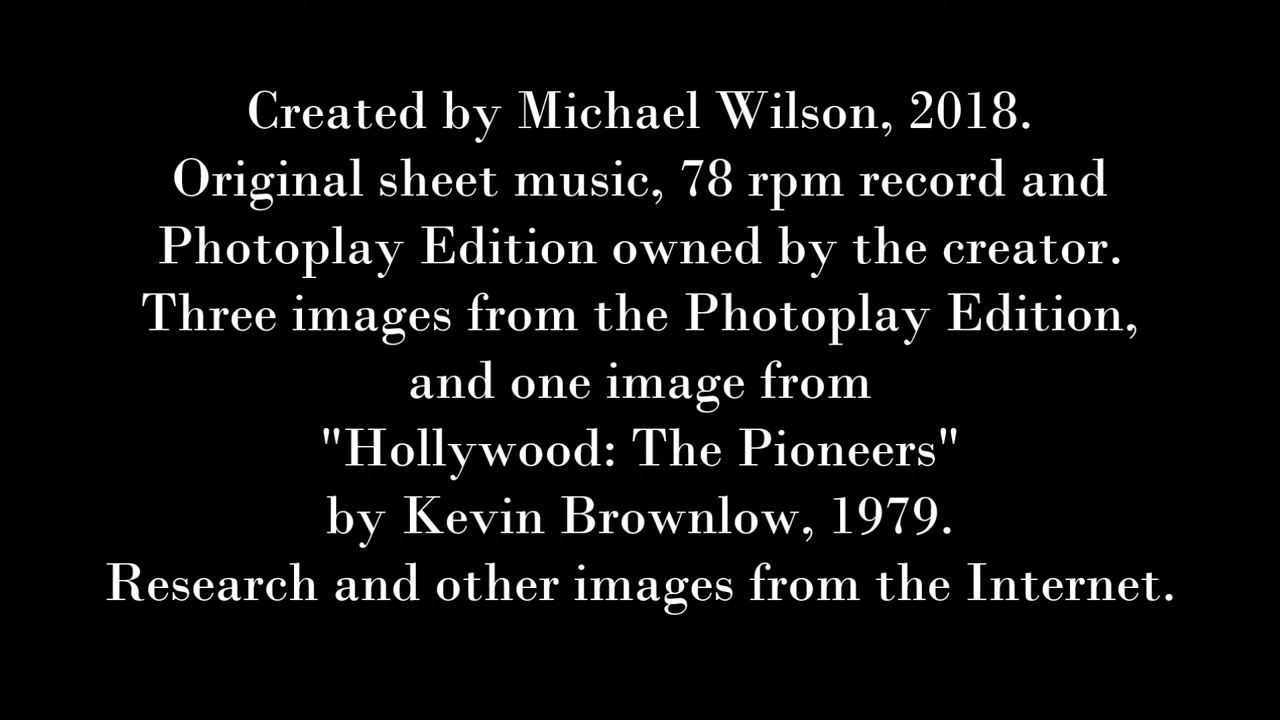 Created by Michael Wilson, 2018.
Original sheet music, 78 rpm record and
Photoplay Edition owned by the creator.
Three images from the Photoplay Edition,
and one image from
"Hollywood: The Pioneers"
by Kevin Brownlow, 1979.
Research and other images from the Internet.